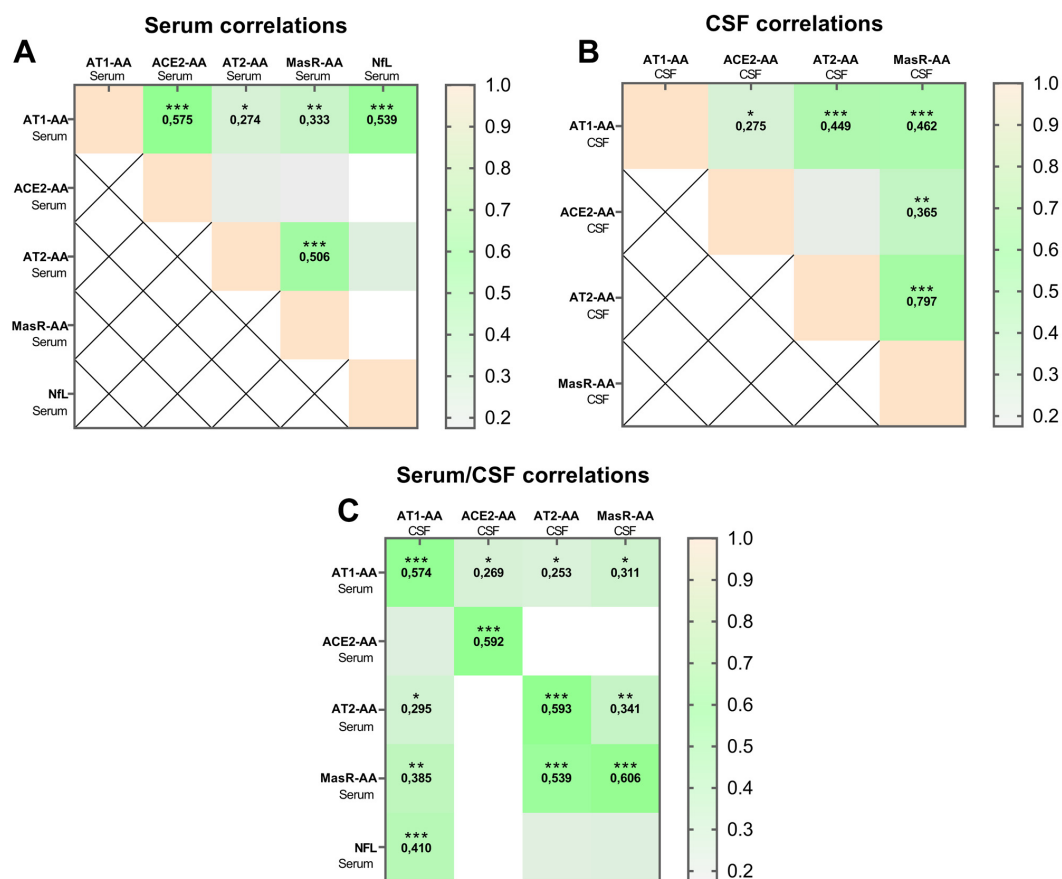 Serum correlations
A
AT1-AA ACE2-AA AT2-AA MasR-AA NfL
Serum Serum Serum Serum Serum
AT1-AA
Serum
*** * ** ***
0,575 0,274 0,333 0,539
ACE2-AA
Serum
AT2-AA
Serum
***
0,506
MasR-AA
Serum
NfL
Serum
1.0
0.9
0.8
0.7
0.6
0.5
0.4
0.3
0.2
CSF correlations
B
AT1-AA ACE2-AA AT2-AA MasR-AA
CSF CSF CSF CSF
AT1-AA
CSF
* *** ***
0,275 0,449 0,462
ACE2-AA
CSF
**
0,365
AT2-AA
CSF
***
0,797
MasR-AA
CSF
1.0
0.9
0.8
0.7
0.6
0.5
0.4
0.3
0.2
Serum/CSF correlations
C
AT1-AA ACE2-AA AT2-AA MasR-AA
CSF CSF CSF CSF
AT1-AA
Serum
*** * * *
0,574 0,269 0,253 0,311
ACE2-AA
Serum
***
0,592
AT2-AA
Serum
* *** **
0,295 0,593 0,341
MasR-AA
Serum
** *** ***
0,385 0,539 0,606
NFL
Serum
***
0,410
1.0
0.9
0.8
0.7
0.6
0.5
0.4
0.3
0.2